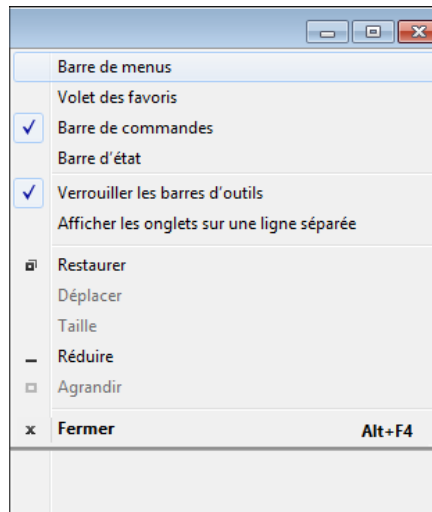 Barre de menus
Volet des favoris
Barre de commandes
Barre d'état
Verrouiller les barres d'outils
Afficher les onglets sur une ligne séparée
Restaurer
Déplacer
Taille
Réduire
Agrandir
Fermer Alt+F4